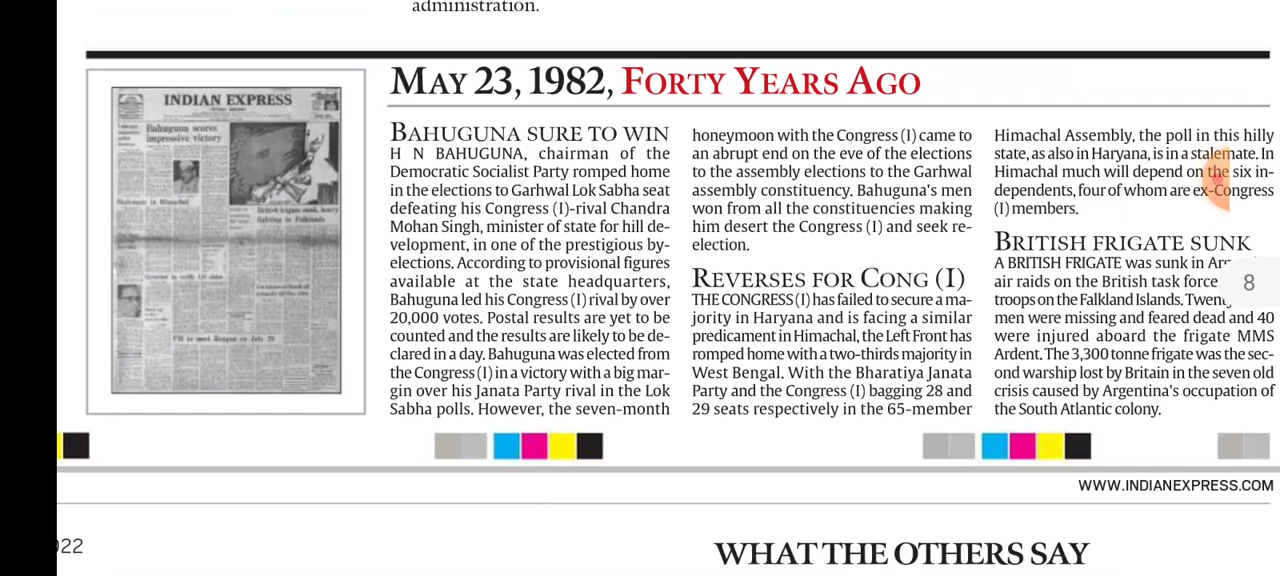 administration.
MAY 23, 1982, FORTY YEARS AGO
INDIAN EXPRESS
Bahuguna scores
impressive victory
Stalemate in Himachal
British frigate sunk, heavy
fighting in Falklands
PM to meet Reagan on July 29
BAHUGUNA SURE TO WIN
H N BAHUGUNA, chairman of the
Democratic Socialist Party romped home
in the elections to Garhwal Lok Sabha seat
defeating his Congress (I)-rival Chandra
Mohan Singh, minister of state for hill de-
velopment, in one of the prestigious by-
elections. According to provisional figures
available at the state headquarters,
Bahuguna led his Congress (I) rival by over
20,000 votes. Postal results are yet to be
counted and the results are likely to be de-
clared in a day. Bahuguna was elected from
the Congress (I) in a victory with a big mar-
gin over his Janata Party rival in the Lok
Sabha polls. However, the seven-month
honeymoon with the Congress (I) came to
an abrupt end on the eve of the elections
to the assembly elections to the Garhwal
assembly constituency. Bahuguna's men
won from all the constituencies making
him desert the Congress (I) and seek re-
election.
REVERSES FOR CONG (I)
THE CONGRESS (I) has failed to secure a ma-
jority in Haryana and is facing a similar
predicament in Himachal, the Left Front has
romped home with a two-thirds majority in
West Bengal. With the Bharatiya Janata
Party and the Congress (I) bagging 28 and
29 seats respectively in the 65-member
Himachal Assembly, the poll in this hilly
state, as also in Haryana, is in a stalemate. In
Himachal much will depend on the six in-
dependents, four of whom are ex-Congress
(I) members.
BRITISH FRIGATE SUNK
A BRITISH FRIGATE was sunk in
air raids on the British task force
troops on the Falkland Islands.
men were missing and feared dead and 40
were injured aboard the frigate MMS
Ardent. The 3,300 tonne frigate was the sec-
ond warship lost by Britain in the seven old
crisis caused by Argentina's occupation of
the South Atlantic colony.
8
WWW.INDIANEXPRESS.COM
022
WHAT THE OTHERS SAY